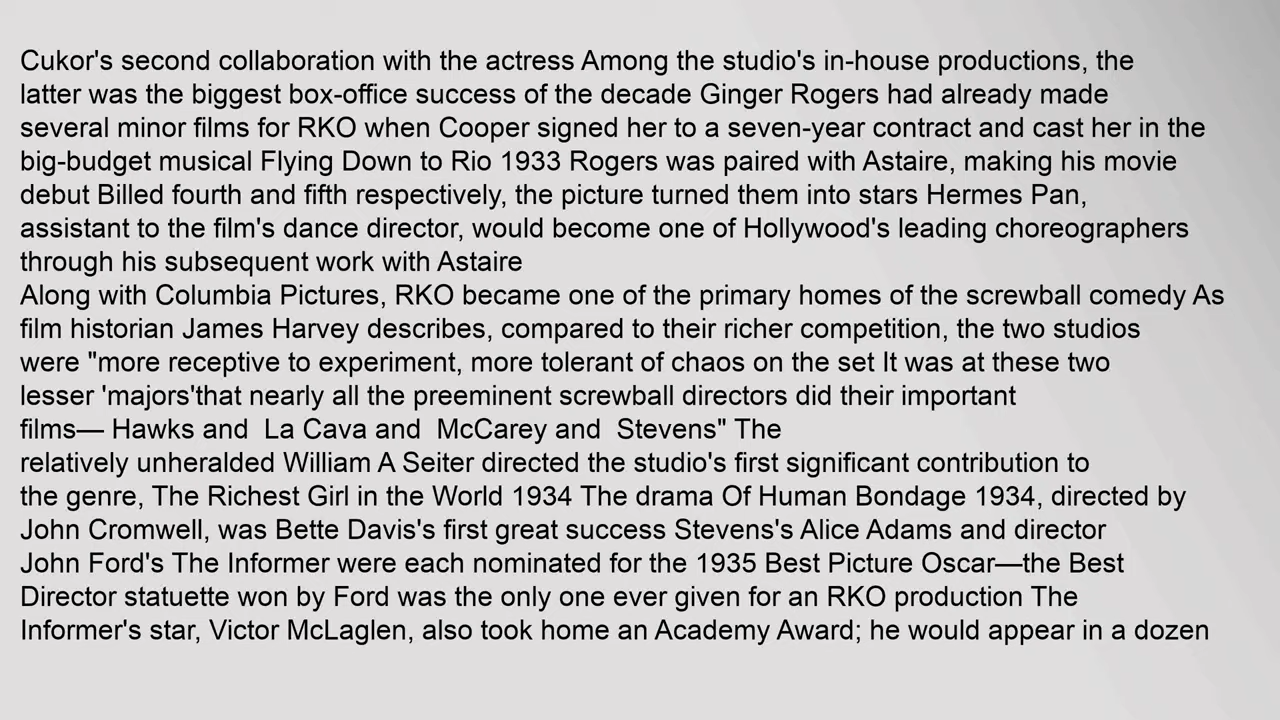 Cukor's second collaboration with the actress Among the studio's in-house productions, the
latter was the biggest box-office success of the decade Ginger Rogers had already made
several minor films for RKO when Cooper signed her to a seven-year contract and cast her in the
big-budget musical Flying Down to Rio 1933 Rogers was paired with Astaire, making his movie
debut Billed fourth and fifth respectively, the picture turned them into stars Hermes Pan,
assistant to the film's dance director, would become one of Hollywood's leading choreographers
through his subsequent work with Astaire
Along with Columbia Pictures, RKO became one of the primary homes of the screwball comedy As
film historian James Harvey describes, compared to their richer competition, the two studios
were "more receptive to experiment, more tolerant of chaos on the set It was at these two
lesser 'majors'that nearly all the preeminent screwball directors did their important
films— Hawks and  La Cava and  McCarey and  Stevens" The
relatively unheralded William A Seiter directed the studio's first significant contribution to
the genre, The Richest Girl in the World 1934 The drama Of Human Bondage 1934, directed by
John Cromwell, was Bette Davis's first great success Stevens's Alice Adams and director
John Ford's The Informer were each nominated for the 1935 Best Picture Oscar—the Best
Director statuette won by Ford was the only one ever given for an RKO production The
Informer's star, Victor McLaglen, also took home an Academy Award; he would appear in a dozen